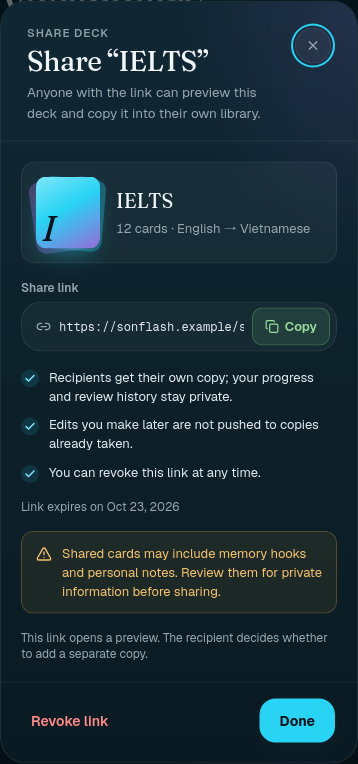 SHARE DECK
Share “IELTS”
Anyone with the link can preview this
deck and copy it into their own library.
I
IELTS
12 cards · English → Vietnamese
Share link
https://sonflash.example/s
Copy
Recipients get their own copy; your progress
and review history stay private.
Edits you make later are not pushed to copies
already taken.
You can revoke this link at any time.
Link expires on Oct 23, 2026
Shared cards may include memory hooks
and personal notes. Review them for private
information before sharing.
This link opens a preview. The recipient decides whether
to add a separate copy.
Revoke link
Done